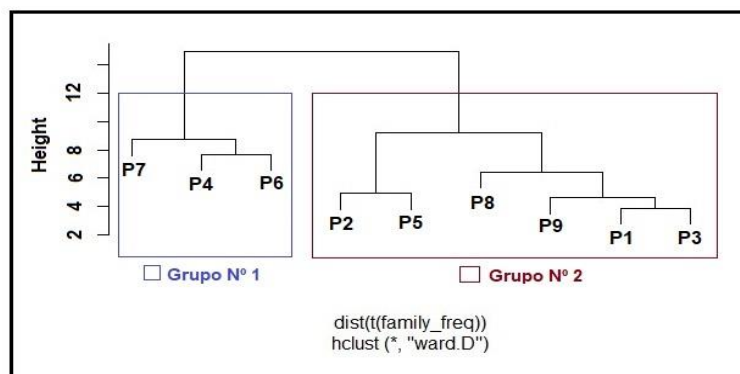 Height
12
8
6
4
2
P7
P4
P6
P2
P5
P8
P9
P1
P3
Grupo Nº 1
Grupo Nº 2
dist(t(family_freq))
hclust (*, "ward.D")